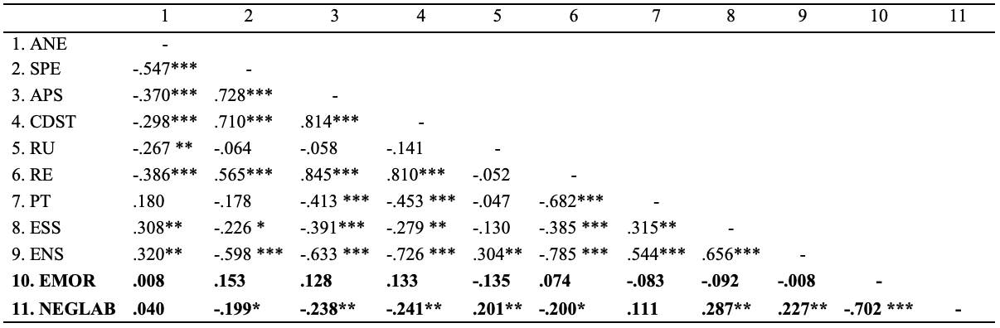 1 2 3 4 5 6 7 8 9 10 11
1. ANE -
2. SPE -.547*** -
3. APS -.370*** .728*** -
4. CDST -.298*** .710*** .814*** -
5. RU -.267 ** -.064 -.058 -.141 -
6. RE -.386*** .565*** .845*** .810*** -.052 -
7. PT .180 -.178 -.413 *** -.453 *** -.047 -.682*** -
8. ESS .308** -.226 * -.391*** -.279 ** -.130 -.385 *** .315** -
9. ENS .320** -.598 *** -.633 *** -.726 *** .304** -.785 *** .544*** .656*** -
10. EMOR .008 .153 .128 .133 -.135 .074 -.083 -.092 -.008 -
11. NEGLAB .040 -.199* -.238** -.241** .201** -.200* .111 .287** .227** -.702 *** -